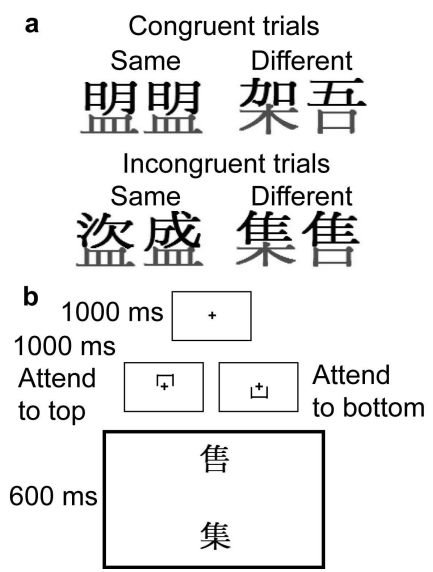 a
Congruent trials
Same Different
盟盟 架吾
Incongruent trials
Same Different
盗盛 集售
b
1000 ms
1000 ms
Attend
to top
Attend
to bottom
600 ms
售
集